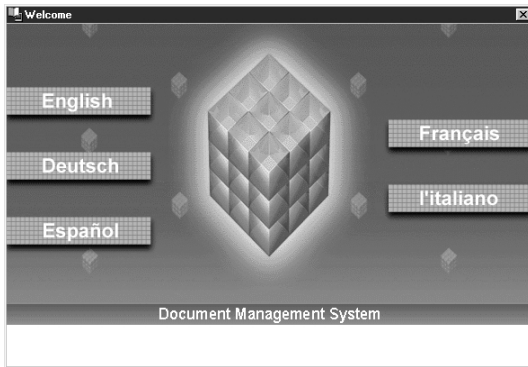 Welcome
English
Deutsch
Español
Français
l'italiano
Document Management System